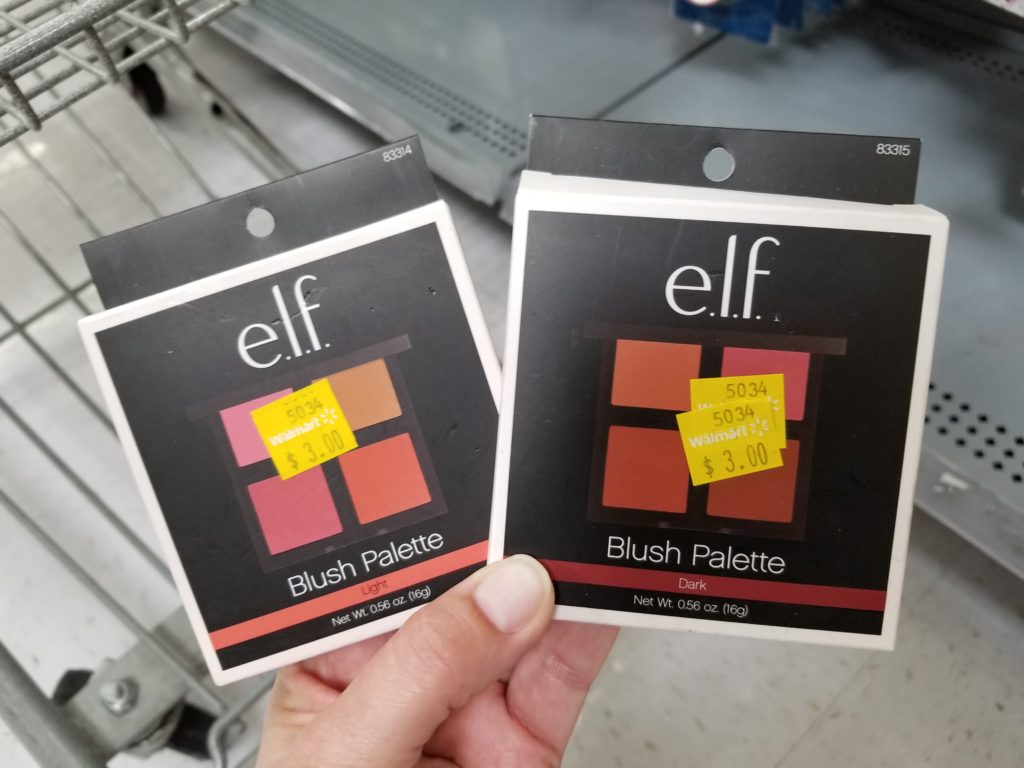 83314
e.l.f.
5034
Walmart
$ 3.00
Blush Palette
Light
Net Wt. 0.56 oz. (16g)
83315
e.l.f.
5034
5034
Walmart
$ 3.00
Blush Palette
Dark
Net Wt. 0.56 oz. (16g)